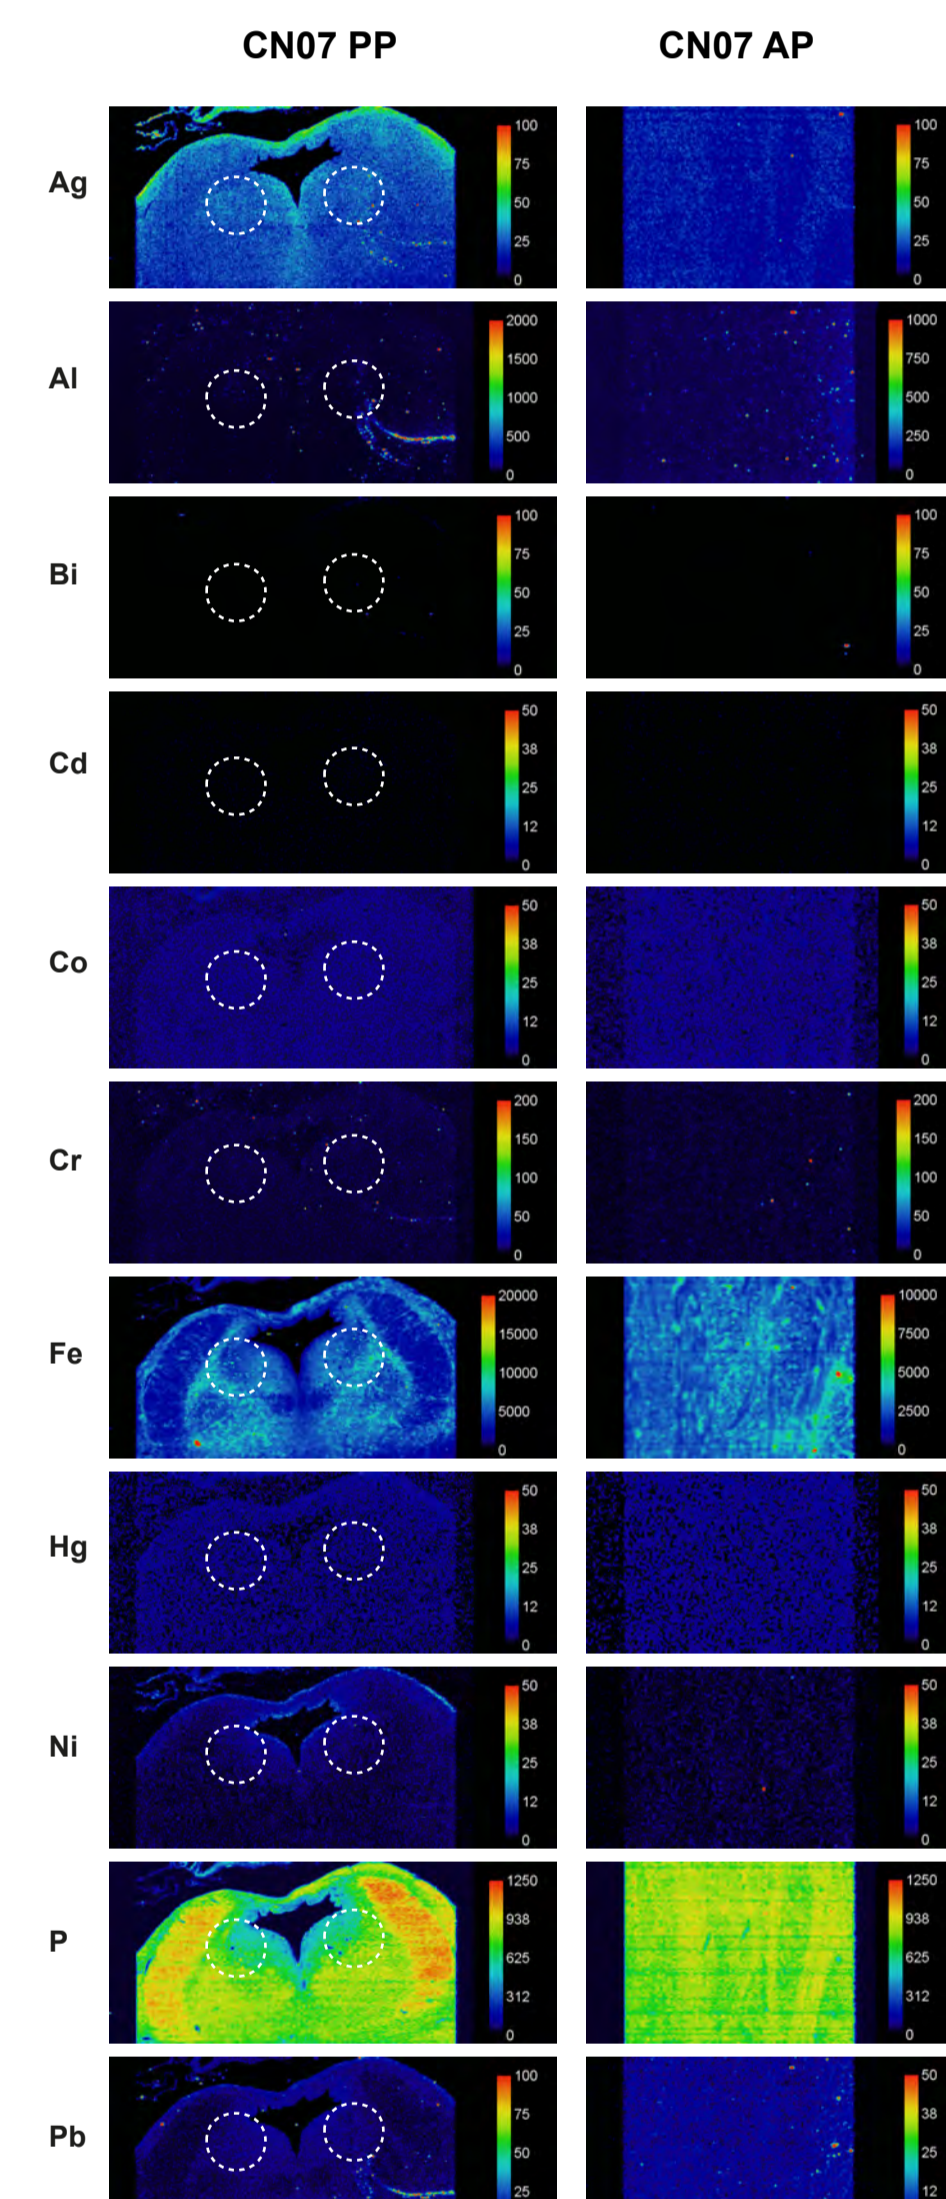 CN07 PP CN07 AP
Ag 100 75 50 25 0 100 75 50 25 0
Al 2000 1500 1000 500 0 1000 750 500 250 0
Bi 100 75 50 25 0 100 75 50 25 0
Cd 50 38 25 12 0 50 38 25 12 0
Co 50 38 25 12 0 50 38 25 12 0
Cr 200 150 100 50 0 200 150 100 50 0
Fe 20000 15000 10000 5000 0 10000 7500 5000 2500 0
Hg 50 38 25 12 0 50 38 25 12 0
Ni 50 38 25 12 0 50 38 25 12 0
P 1250 938 625 312 0 1250 938 625 312 0
Pb 100 75 50 25 50 38 25 12